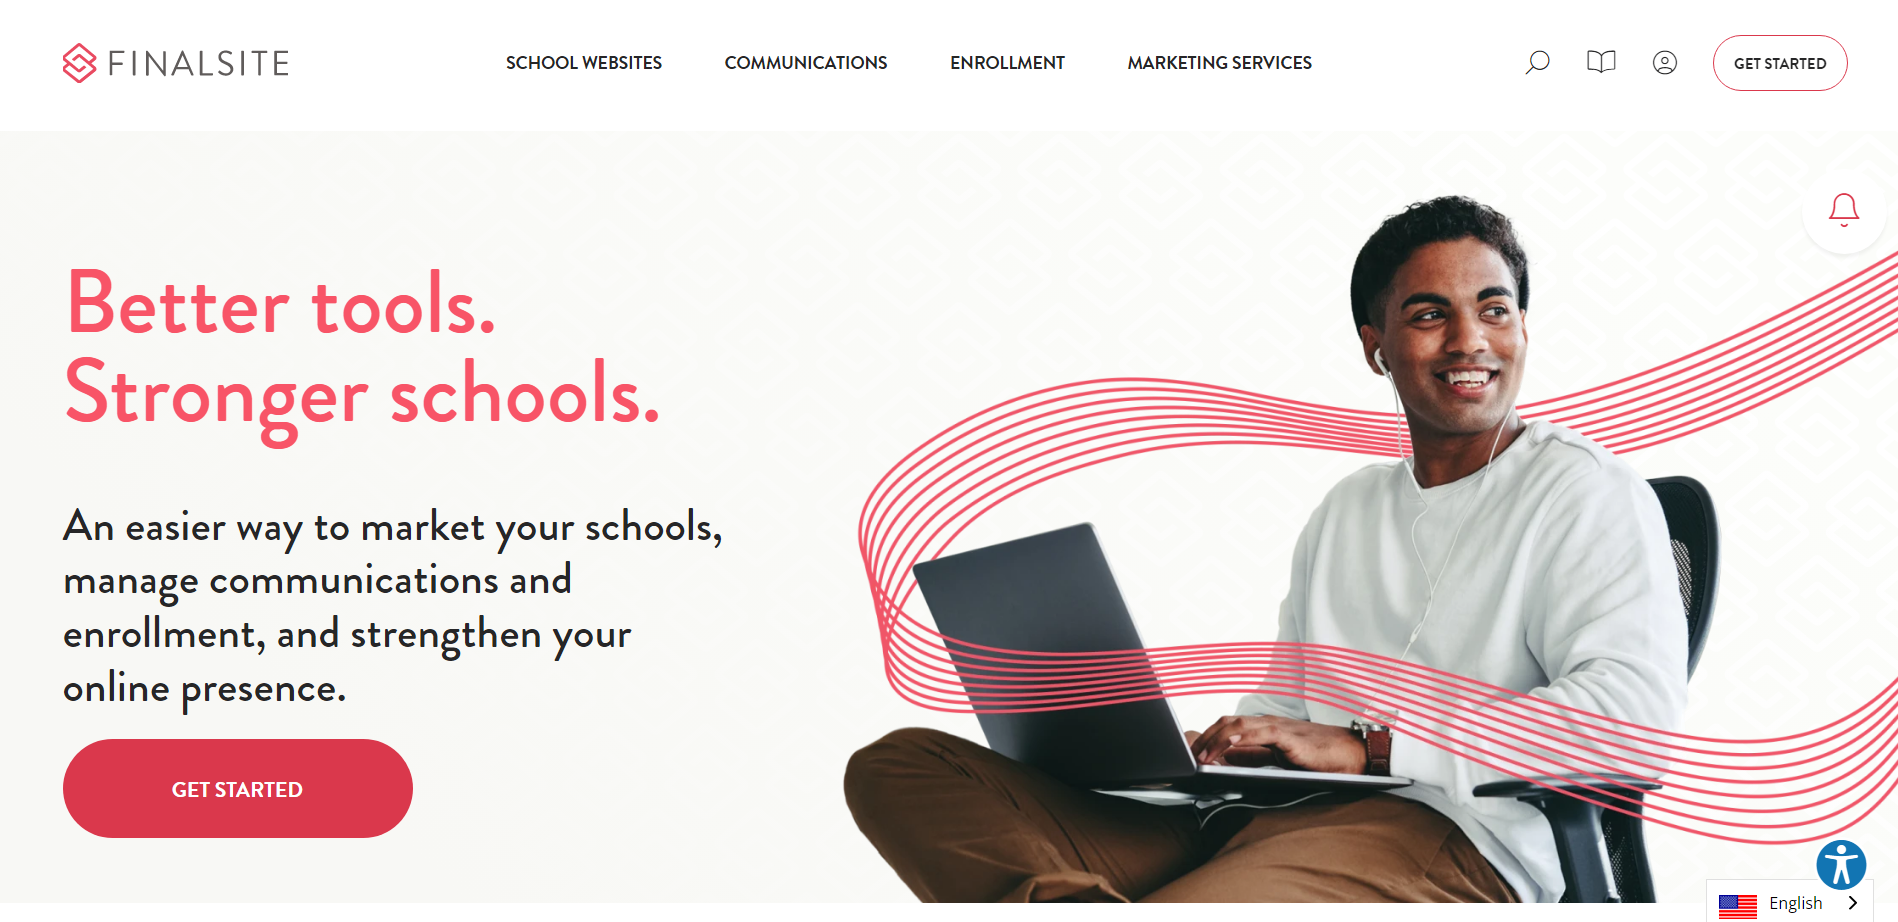 FINALSITE
SCHOOL WEBSITES
COMMUNICATIONS
ENROLLMENT
MARKETING SERVICES
GET STARTED
Better tools.
Stronger schools.
An easier way to market your schools,
manage communications and
enrollment, and strengthen your
online presence.
GET STARTED
English